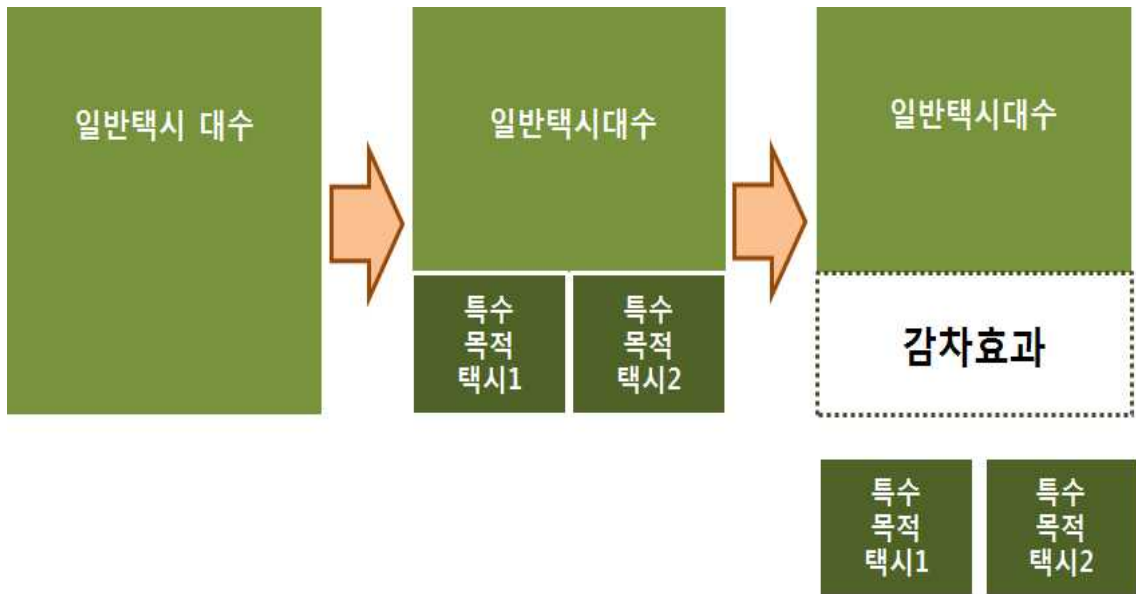 일반택시 대수
일반택시대수
일반택시대수
특수
목적
택시1
특수
목적
택시2
감차효과
특수
목적
택시1
특수
목적
택시2